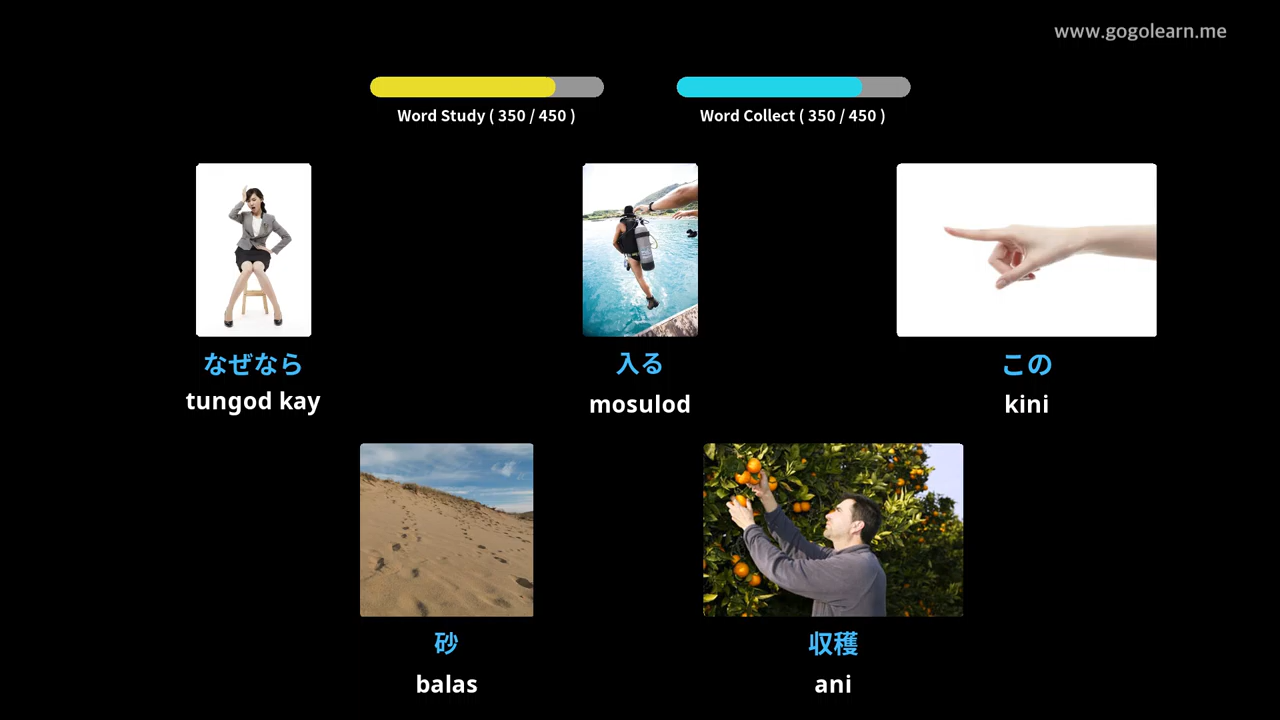 www.gogolearn.me
Word Study ( 350 / 450 )
Word Collect ( 350 / 450 )
なぜなら
tungod kay
入る
mosulod
この
kini
砂
balas
収穫
ani